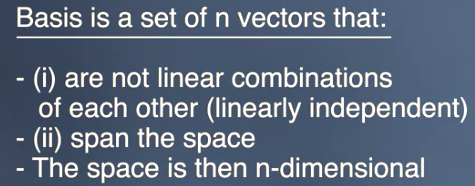 Basis is a set of n vectors that:
- (i) are not linear combinations
of each other (linearly independent)
- (ii) span the space
- The space is then n-dimensional